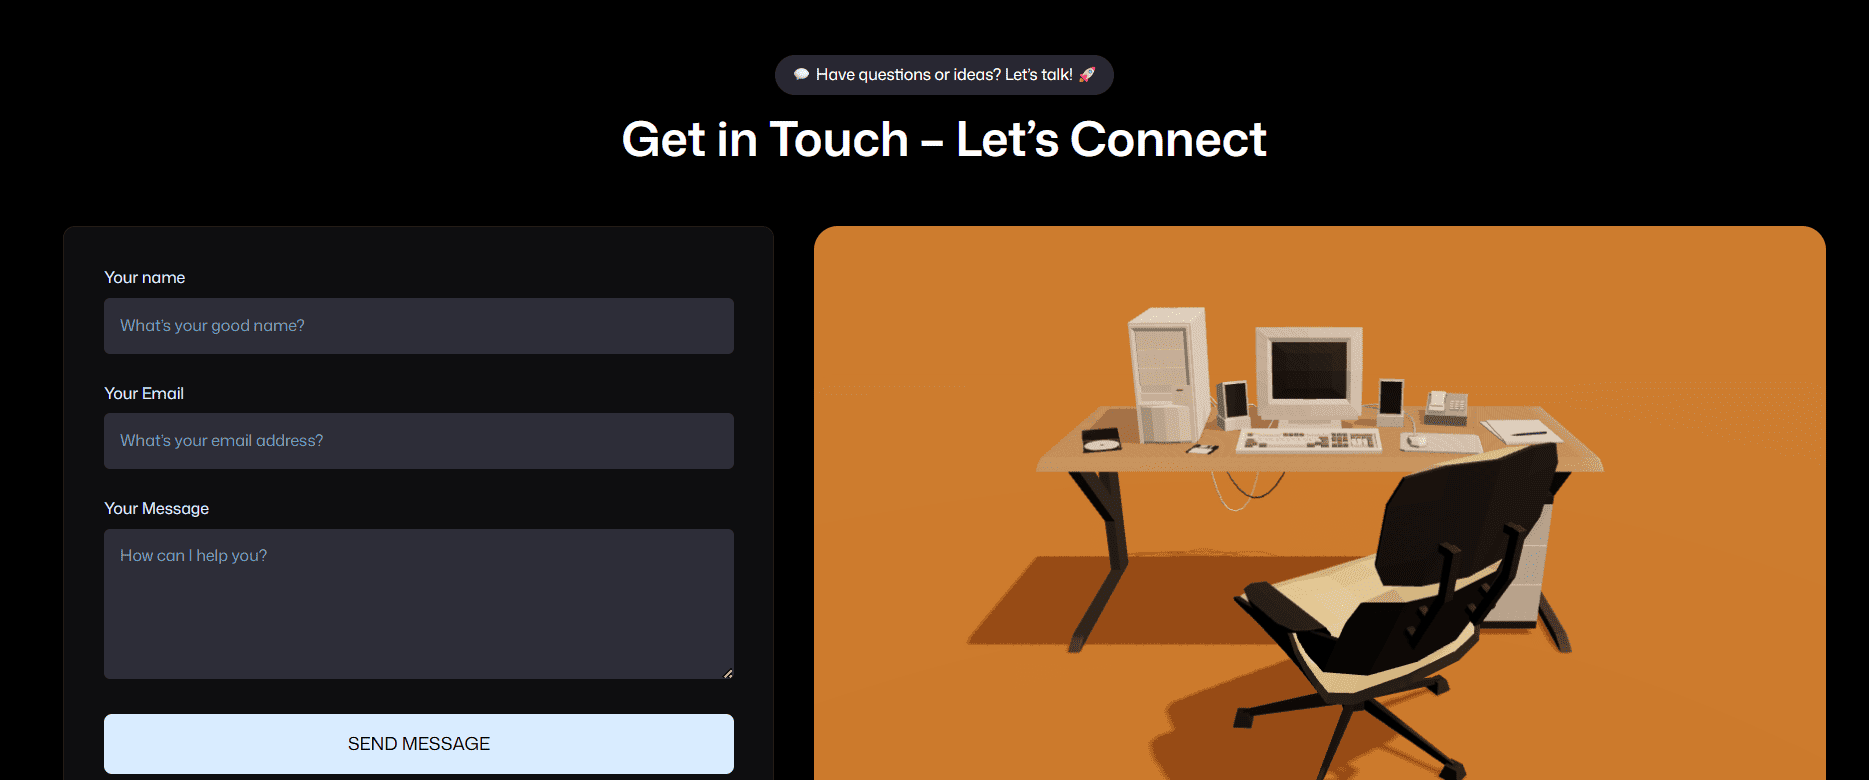 💬 Have questions or ideas? Let's talk! 🚀
Get in Touch – Let's Connect
Your name
What's your good name?
Your Email
What's your email address?
Your Message
How can I help you?
SEND MESSAGE